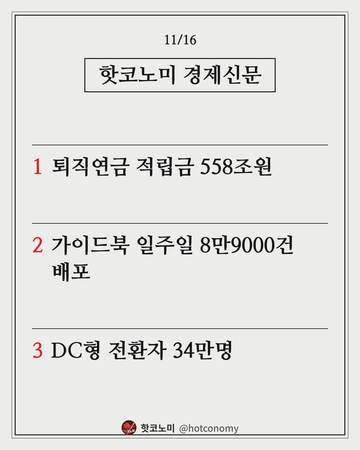 11/16
핫코노미 경제신문
1 퇴직연금 적립금 558조원
2 가이드북 일주일 8만9000건
배포
3 DC형 전환자 34만명
핫코노미 @hotconomy